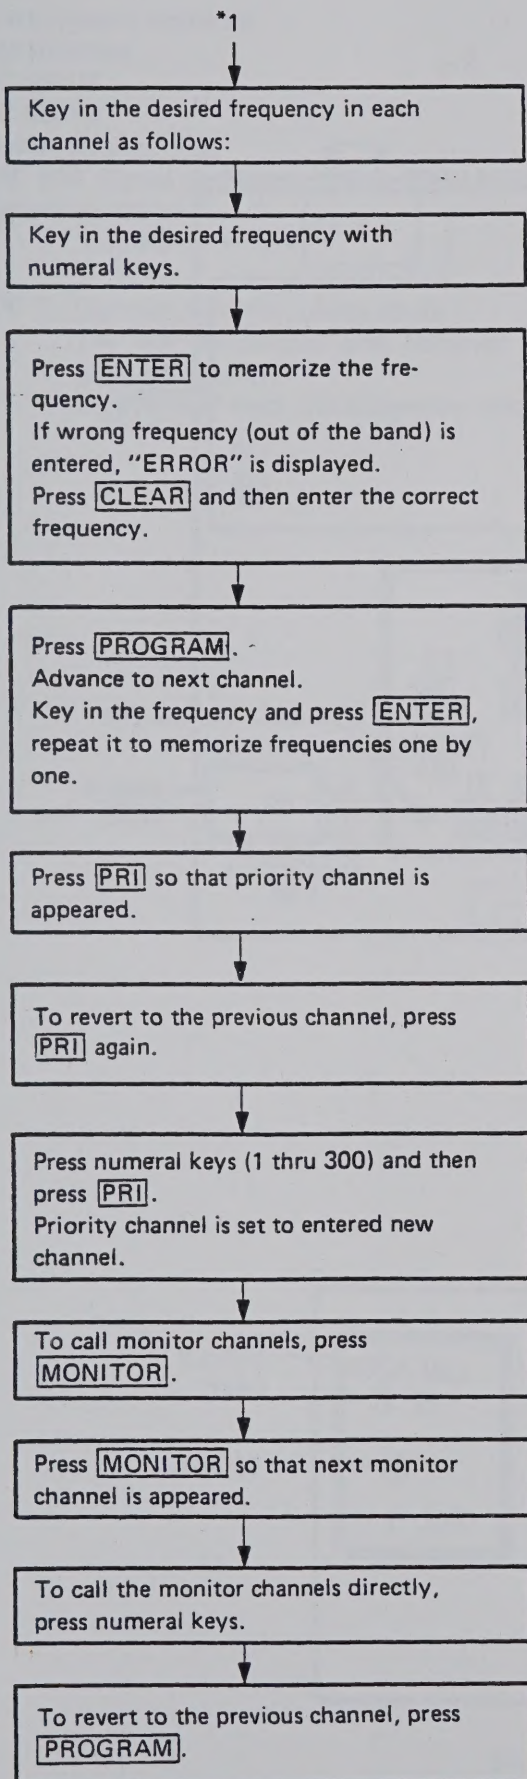 *1
Key in the desired frequency in each
channel as follows:
Key in the desired frequency with
numeral keys.
Press ENTER to memorize the fre-
quency.
If wrong frequency (out of the band) is
entered, "ERROR" is displayed.
Press CLEAR and then enter the correct
frequency.
Press PROGRAM.
Advance to next channel.
Key in the frequency and press ENTER,
repeat it to memorize frequencies one by
one.
Press PRI so that priority channel is
appeared.
To revert to the previous channel, press
PRI again.
Press numeral keys (1 thru 300) and then
press PRI.
Priority channel is set to entered new
channel.
To call monitor channels, press
MONITOR.
Press MONITOR so that next monitor
channel is appeared.
To call the monitor channels directly,
press numeral keys.
To revert to the previous channel, press
PROGRAM.